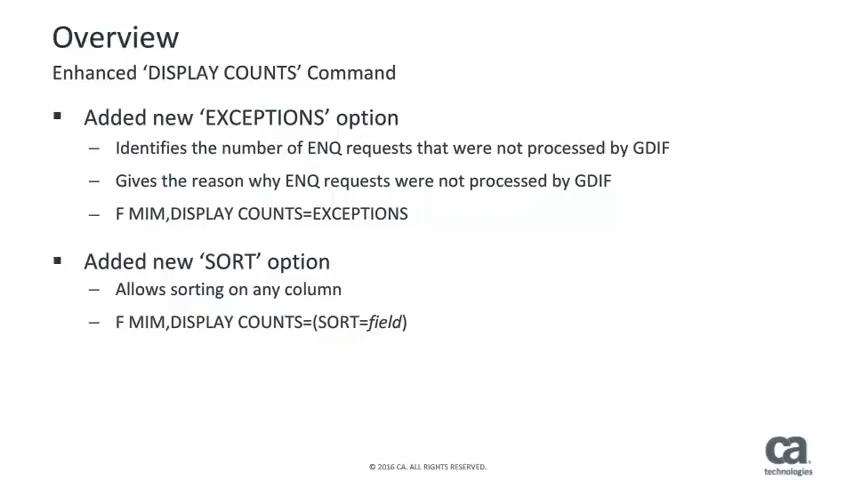 Overview
Enhanced ‘DISPLAY COUNTS’ Command
▪ Added new ‘EXCEPTIONS’ option
– Identifies the number of ENQ requests that were not processed by GDIF
– Gives the reason why ENQ requests were not processed by GDIF
– F MIM,DISPLAY COUNTS=EXCEPTIONS
▪ Added new ‘SORT’ option
– Allows sorting on any column
– F MIM,DISPLAY COUNTS=(SORT=field)
© 2016 CA. ALL RIGHTS RESERVED.
ca
technologies